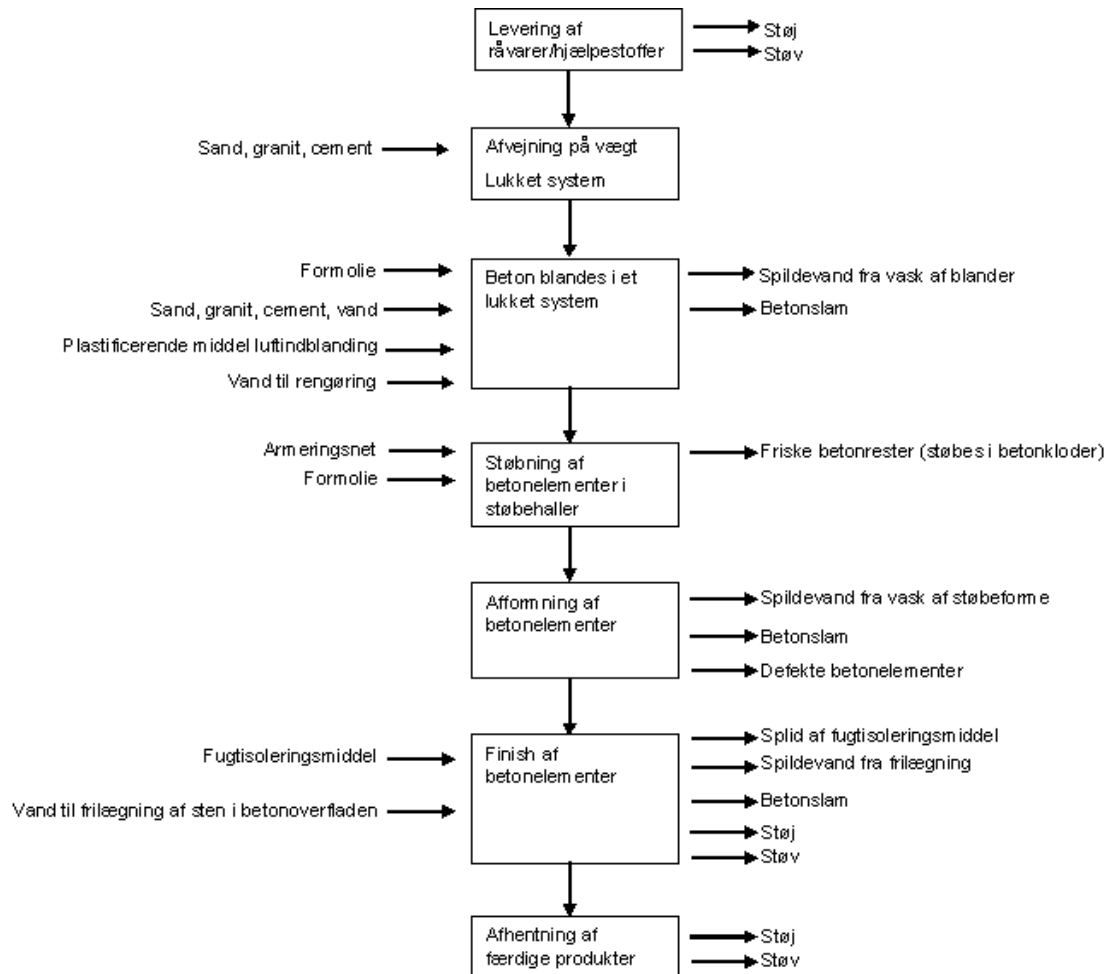 Levering af
råvarer/hjælpestoffer
Støj
Støv
Sand, granit, cement
Afvejning på vægt
Lukket system
Formolie
Sand, granit, cement, vand
Plastificerende middel luftindblanding
Vand til rengøring
Beton blandes i et
lukket system
Spildevand fra vask af blander
Betonslam
Armeringsnet
Formolie
Støbning af
betonelementer i
støbehaller
Friske betonrester (støbes i betonkloder)
Afformning af
betonelementer
Spildevand fra vask af støbeforme
Betonslam
Defekte betonelementer
Fugtisoleringsmiddel
Vand til frilægning af sten i betonoverfladen
Finish af
betonelementer
Splid af fugtisoleringsmiddel
Spildevand fra frilægning
Betonslam
Støj
Støv
Afhentning af
færdige produkter
Støj
Støv